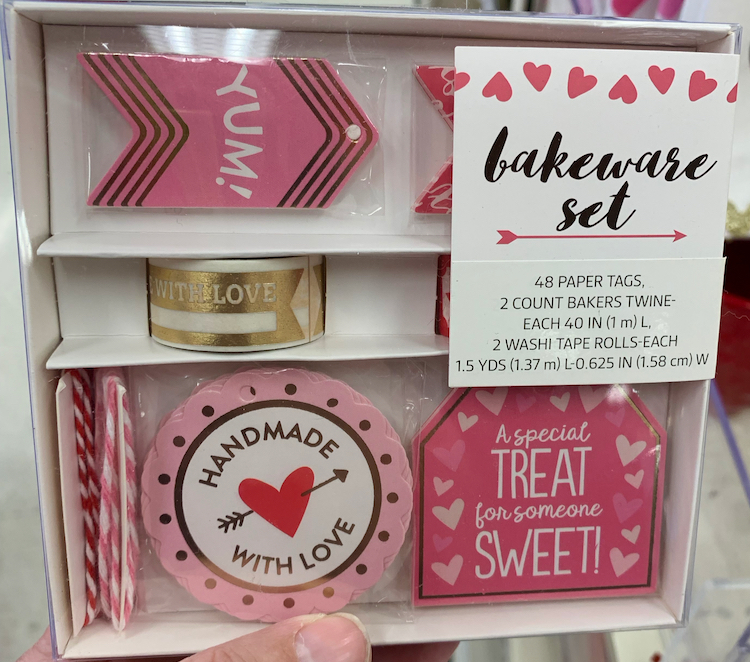 YUM!
bakeware
set
48 PAPER TAGS,
2 COUNT BAKERS TWINE-
EACH 40 IN (1 m) L,
2 WASHI TAPE ROLLS-EACH
1.5 YDS (1.37 m) L-0.625 IN (1.58 cm) W
WITH LOVE
HANDMADE
WITH LOVE
A special
TREAT
for someone
SWEET!